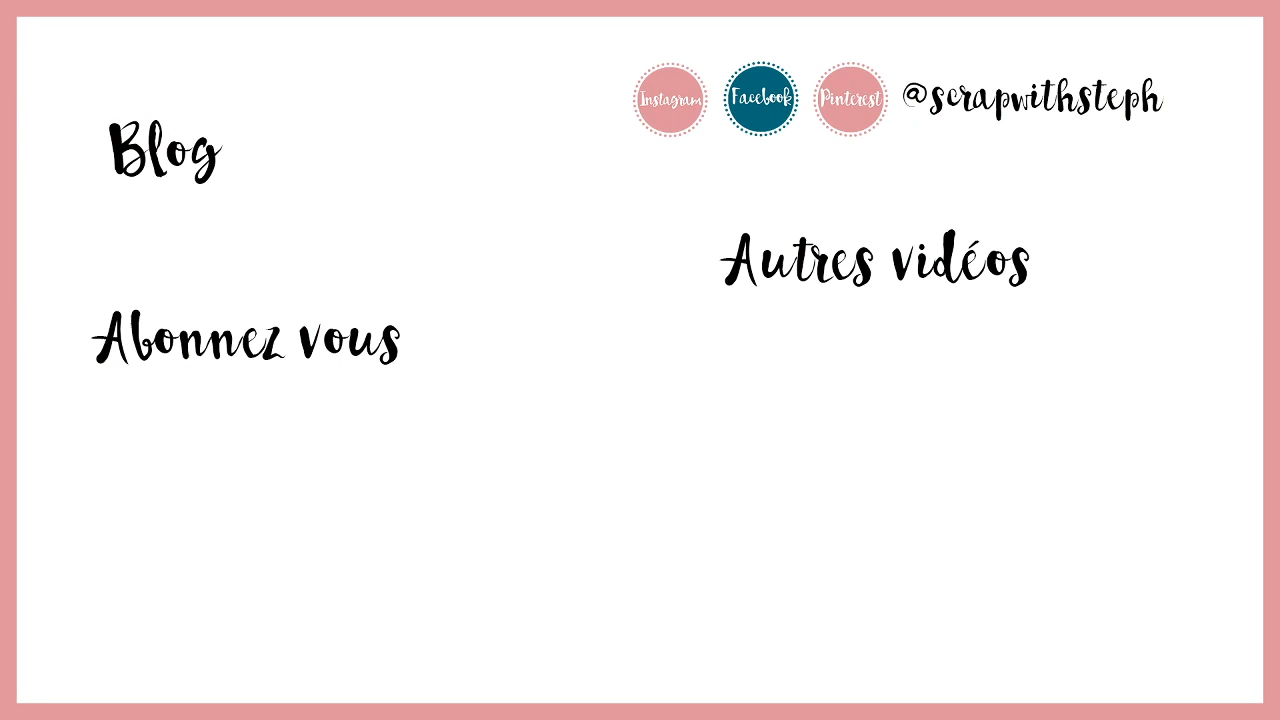 Instagram Facebook Pinterest @scrapwithsteph
Blog
Autres vidéos
Abonnez vous